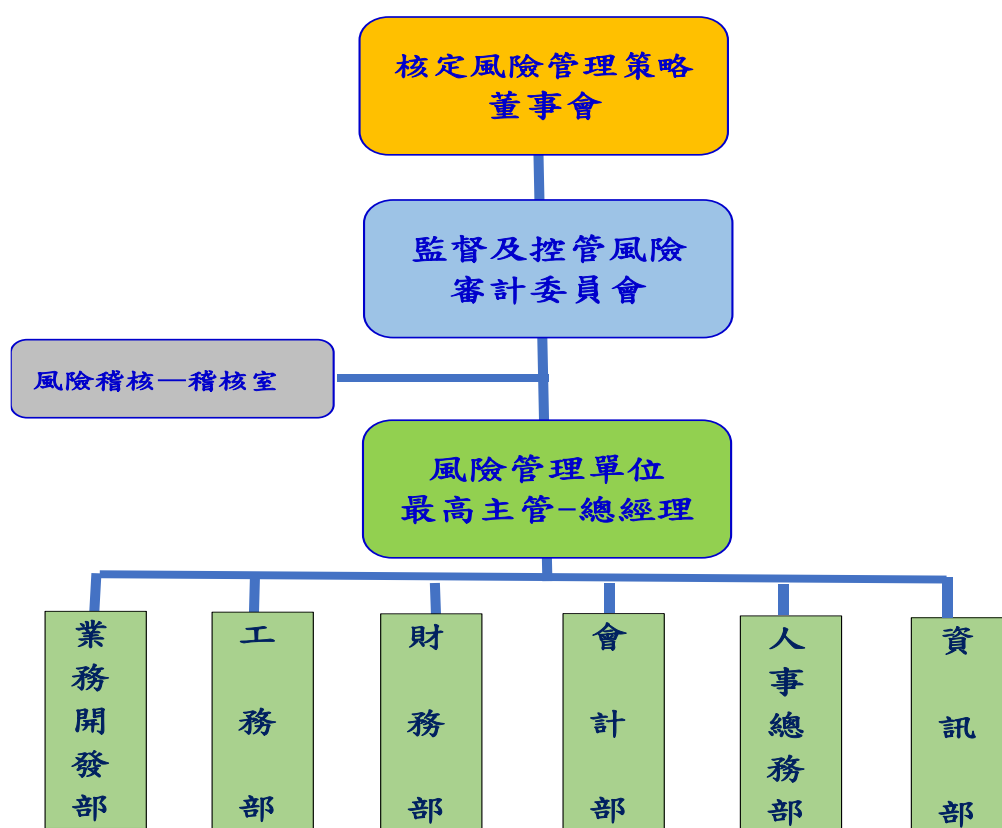 核定風險管理策略
董事會
監督及控管風險
審計委員會
風險稽核—稽核室
風險管理單位
最高主管-總經理
業務開發部
工務部
財務部
會計部
人事總務部
資訊部